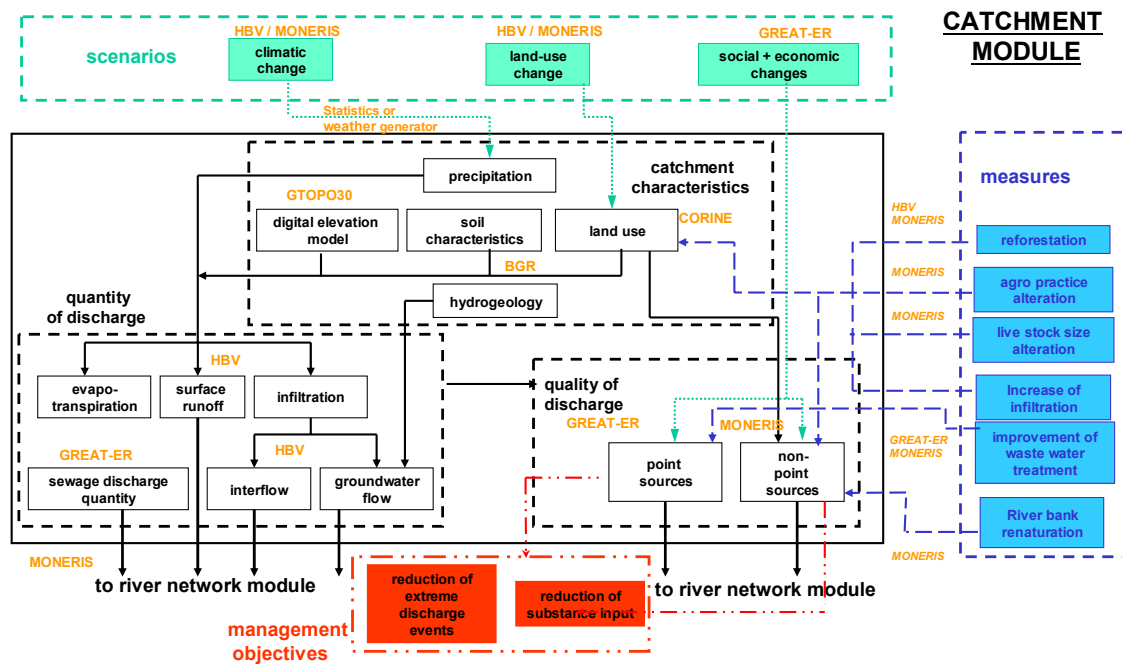 CATCHMENT
MODULE
scenarios
HBV / MONERIS
climatic
change
HBV / MONERIS
land-use
change
GREAT-ER
social + economic
changes
Statistics or
weather generator
catchment
characteristics
precipitation
GTOPO30
digital elevation
model
soil
characteristics
land use
CORINE
BGR
hydrogeology
quantity
of discharge
HBV
evapo-
transpiration
surface
runoff
infiltration
GREAT-ER
HBV
sewage discharge
quantity
interflow
groundwater
flow
quality of
discharge
GREAT-ER
MONERIS
point
sources
non-
point
sources
measures
HBV
MONERIS
reforestation
MONERIS
agro practice
alteration
MONERIS
live stock size
alteration
Increase of
infiltration
GREAT-ER
MONERIS
improvement of
waste water
treatment
River bank
renaturation
MONERIS
MONERIS
to river network module
to river network module
reduction of
extreme
discharge
events
reduction of
substance input
management
objectives